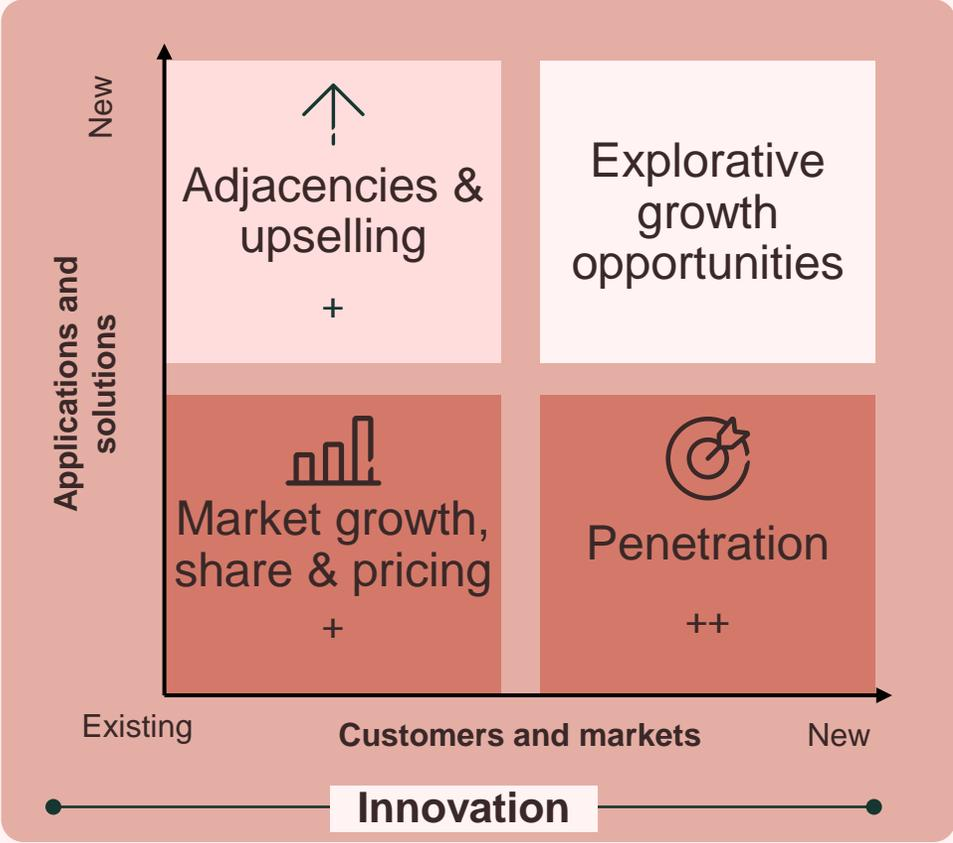 New
Applications and
solutions
Adjacencies &
upselling
+
Explorative
growth
opportunities
Market growth,
share & pricing
+
Penetration
++
Existing
Customers and markets
New
Innovation